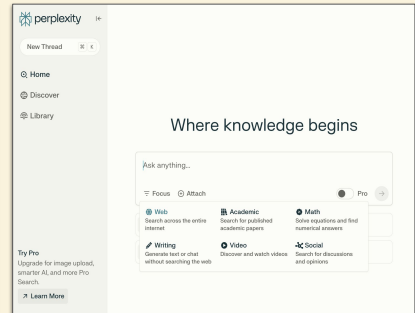 perplexity
New Thread
Home
Discover
Library
Where knowledge begins
Ask anything...
Focus Attach Pro
Web
Search across the entire
internet
Academic
Search for published
academic papers
Math
Solve equations and find
numerical answers
Writing
Generate text or chat
without searching the web
Video
Discover and watch videos
Social
Search for discussions
and opinions
Try Pro
Upgrade for image upload,
smarter AI, and more Pro
Search.
Learn More